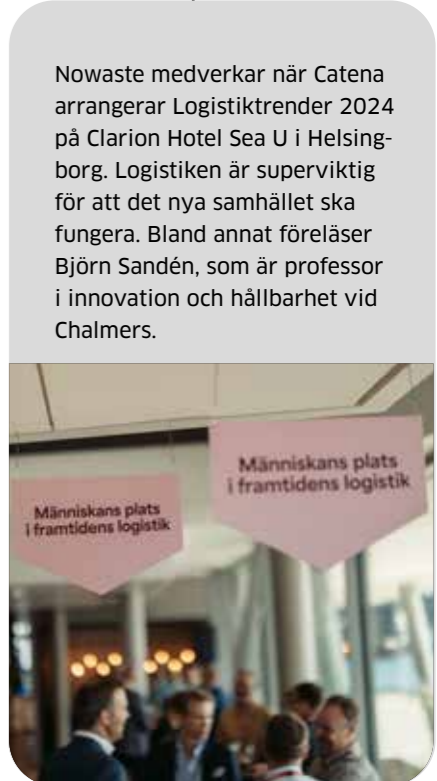 Nowaste medverkar när Catena
arrangerar Logistiktrender 2024
på Clarion Hotel Sea U i Helsing-
borg. Logistiken är superviktig
för att det nya samhället ska
fungera. Bland annat föreläser
Björn Sandén, som är professor
i innovation och hållbarhet vid
Chalmers.
Människans plats
i framtidens logistik
Människans plats
i framtidens logistik